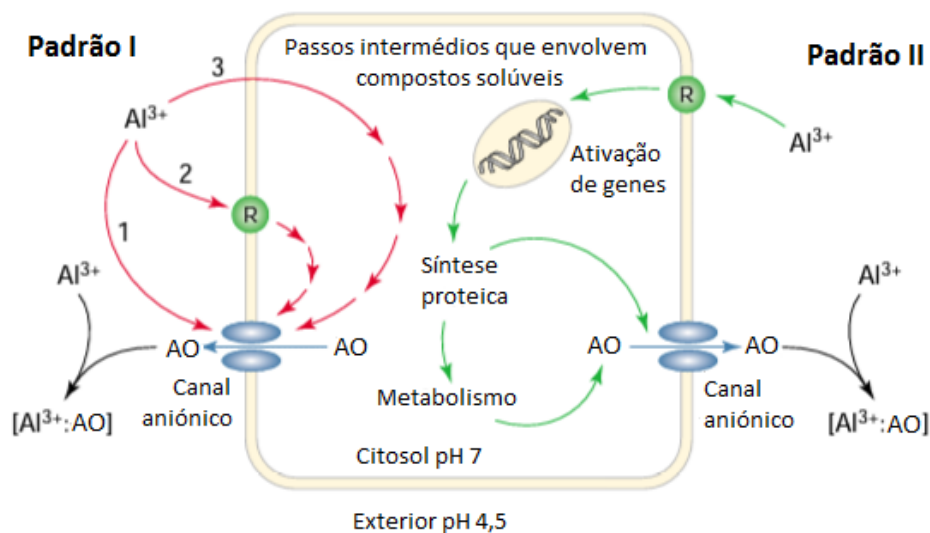 Padrão I
Passos intermédios que envolvem
compostos solúveis
Padrão II
3
Al³⁺
2
1
R
R
Al³⁺
Ativação
de genes
Al³⁺
Síntese
proteica
Al³⁺
AO
AO
AO
AO
Canal
aniónico
Metabolismo
Canal
aniónico
[Al³⁺:AO]
[Al³⁺:AO]
Citosol pH 7
Exterior pH 4,5